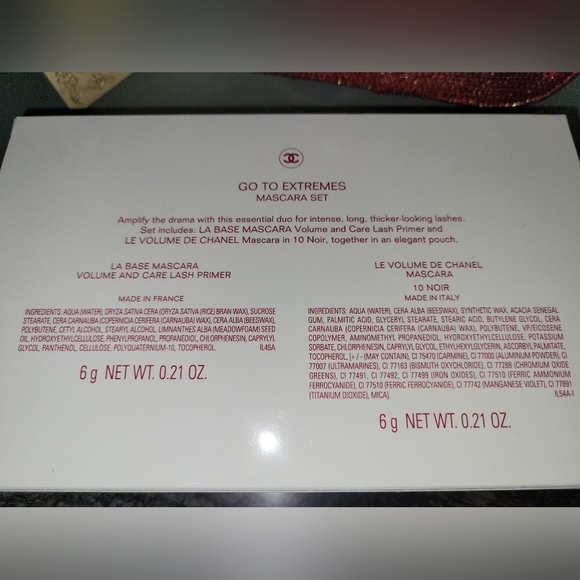 GO TO EXTREMES
MASCARA SET
Amplify the drama with this essential duo for intense, long, thicker-looking lashes.
Set includes: LA BASE MASCARA Volume and Care Lash Primer and
LE VOLUME DE CHANEL Mascara in 10 Noir, together in an elegant pouch.
LA BASE MASCARA
VOLUME AND CARE LASH PRIMER
MADE IN FRANCE
INGREDIENTS: AQUA (WATER), ORYZA SATIVA CERA (ORYZA SATIVA (RICE) BRAN WAX), SUCROSE
STEARATE, CERA CARNAUBA (COPERNICIA CERIFERA (CARNAUBA) WAX), CERA ALBA (BEESWAX),
POLYBUTENE, CETYL ALCOHOL, STEARYL ALCOHOL, LIMNANTHES ALBA (MEADOWFOAM) SEED
OIL, HYDROXYETHYLCELLULOSE, PHENYLPROPANOL, PROPANEDIOL, CHLORPHENESIN, CAPRYLYL
GLYCOL, PANTHENOL, CELLULOSE, POLYQUATERNIUM-10, TOCOPHEROL. IL45A
6 g NET WT. 0.21 OZ.
LE VOLUME DE CHANEL
MASCARA
10 NOIR
MADE IN ITALY
INGREDIENTS: AQUA (WATER), CERA ALBA (BEESWAX), SYNTHETIC WAX, ACACIA SENEGAL
GUM, PALMITIC ACID, GLYCERYL STEARATE, STEARIC ACID, BUTYLENE GLYCOL, CERA
CARNAUBA (COPERNICIA CERIFERA (CARNAUBA) WAX), POLYBUTENE, VP/EICOSENE
COPOLYMER, AMINOMETHYL PROPANEDIOL, HYDROXYETHYLCELLULOSE, POTASSIUM
SORBATE, CHLORPHENESIN, CAPRYLYL GLYCOL, ETHYLHEXYLGLYCERIN, ASCORBYL PALMITATE,
TOCOPHEROL, [+ / - (MAY CONTAIN), CI 75470 (CARMINE), CI 77000 (ALUMINUM POWDER), CI
77007 (ULTRAMARINES), CI 77163 (BISMUTH OXYCHLORIDE), CI 77288 (CHROMIUM OXIDE
GREENS), CI 77491, CI 77492, CI 77499 (IRON OXIDES), CI 77510 (FERRIC AMMONIUM
FERROCYANIDE), CI 77510 (FERRIC FERROCYANIDE), CI 77742 (MANGANESE VIOLET), CI 77891
(TITANIUM DIOXIDE), MICA]. IL54A-I
6 g NET WT. 0.21 OZ.